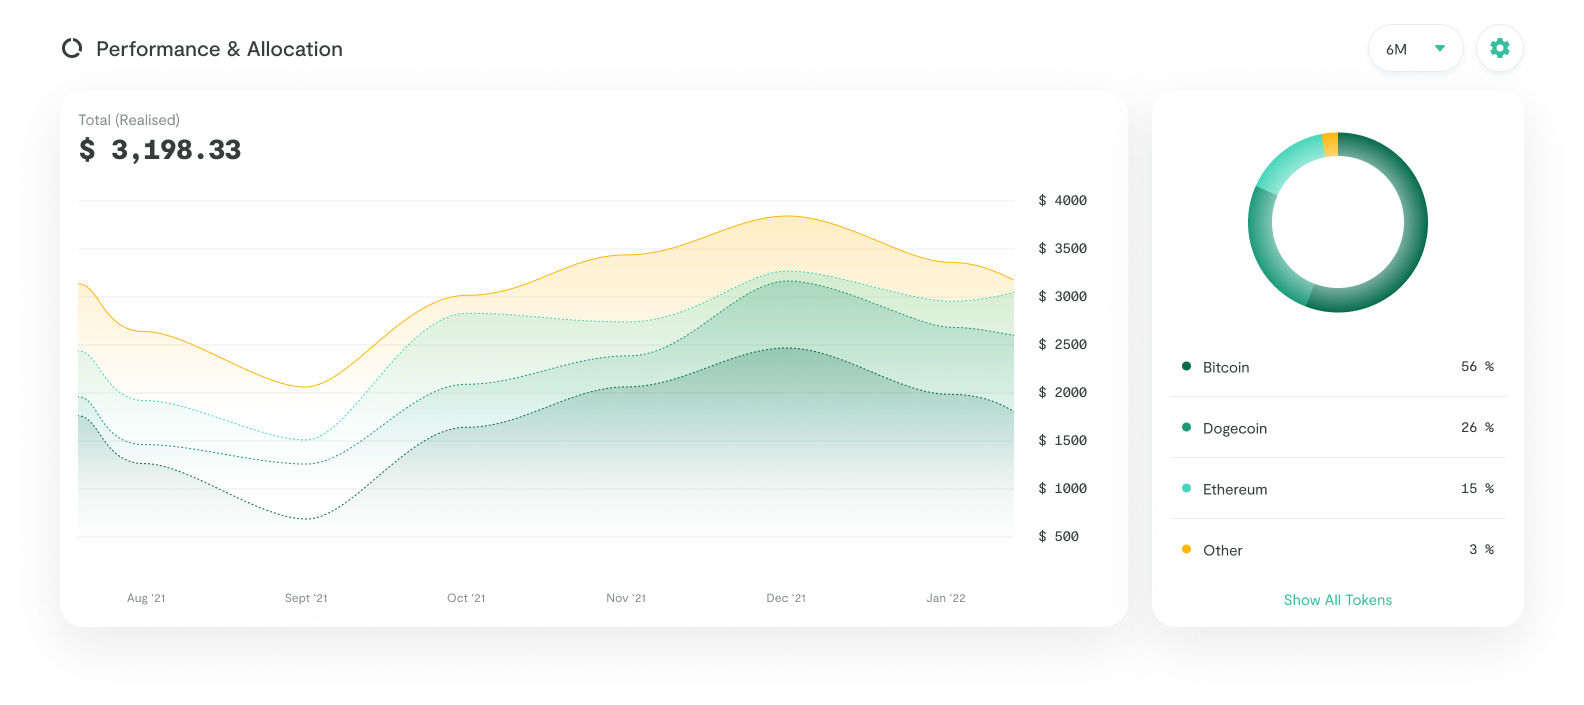 Performance & Allocation
6M
Total (Realised)
$ 3,198.33
$ 4000
$ 3500
$ 3000
$ 2500
$ 2000
$ 1500
$ 1000
$ 500
Aug '21
Sept '21
Oct '21
Nov '21
Dec '21
Jan '22
Bitcoin 56 %
Dogecoin 26 %
Ethereum 15 %
Other 3 %
Show All Tokens